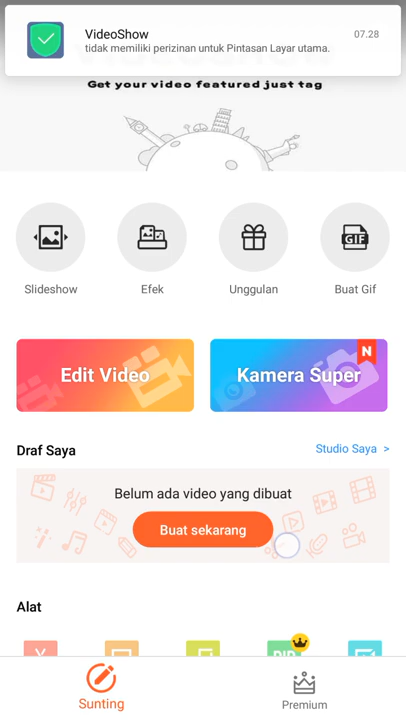 VideoShow
07.28
tidak memiliki perizinan untuk Pintasan Layar utama.
Get your video featured just tag
Slideshow
Efek
Unggulan
GIF
Buat Gif
Edit Video
N
Kamera Super
Draf Saya
Studio Saya >
Belum ada video yang dibuat
Buat sekarang
Alat
Sunting
Premium